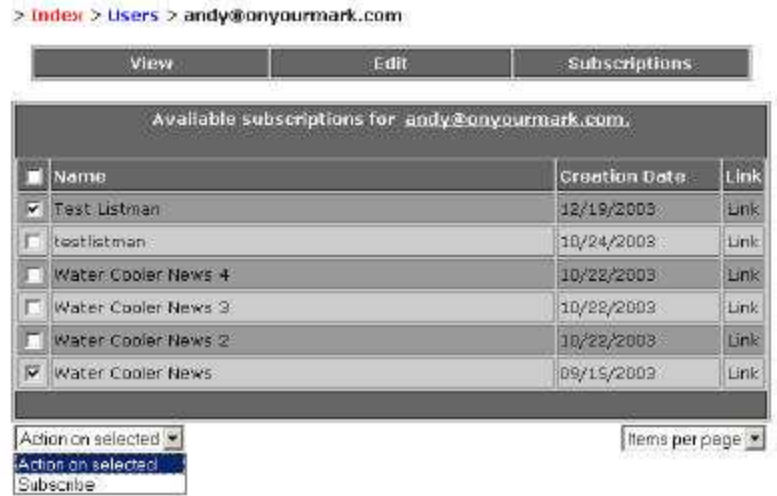 > Index > Users > andy@onyourmark.com
View Edit Subscriptions
Available subscriptions for andy@onyourmark.com.
Name Creation Date Link
Test Listman 12/19/2003 Link
testlistman 10/24/2003 Link
Water Cooler News 4 10/22/2003 Link
Water Cooler News 3 10/22/2003 Link
Water Cooler News 2 10/22/2003 Link
Water Cooler News 09/15/2003 Link
Action on selected Items per page
Action on selected
Subscribe